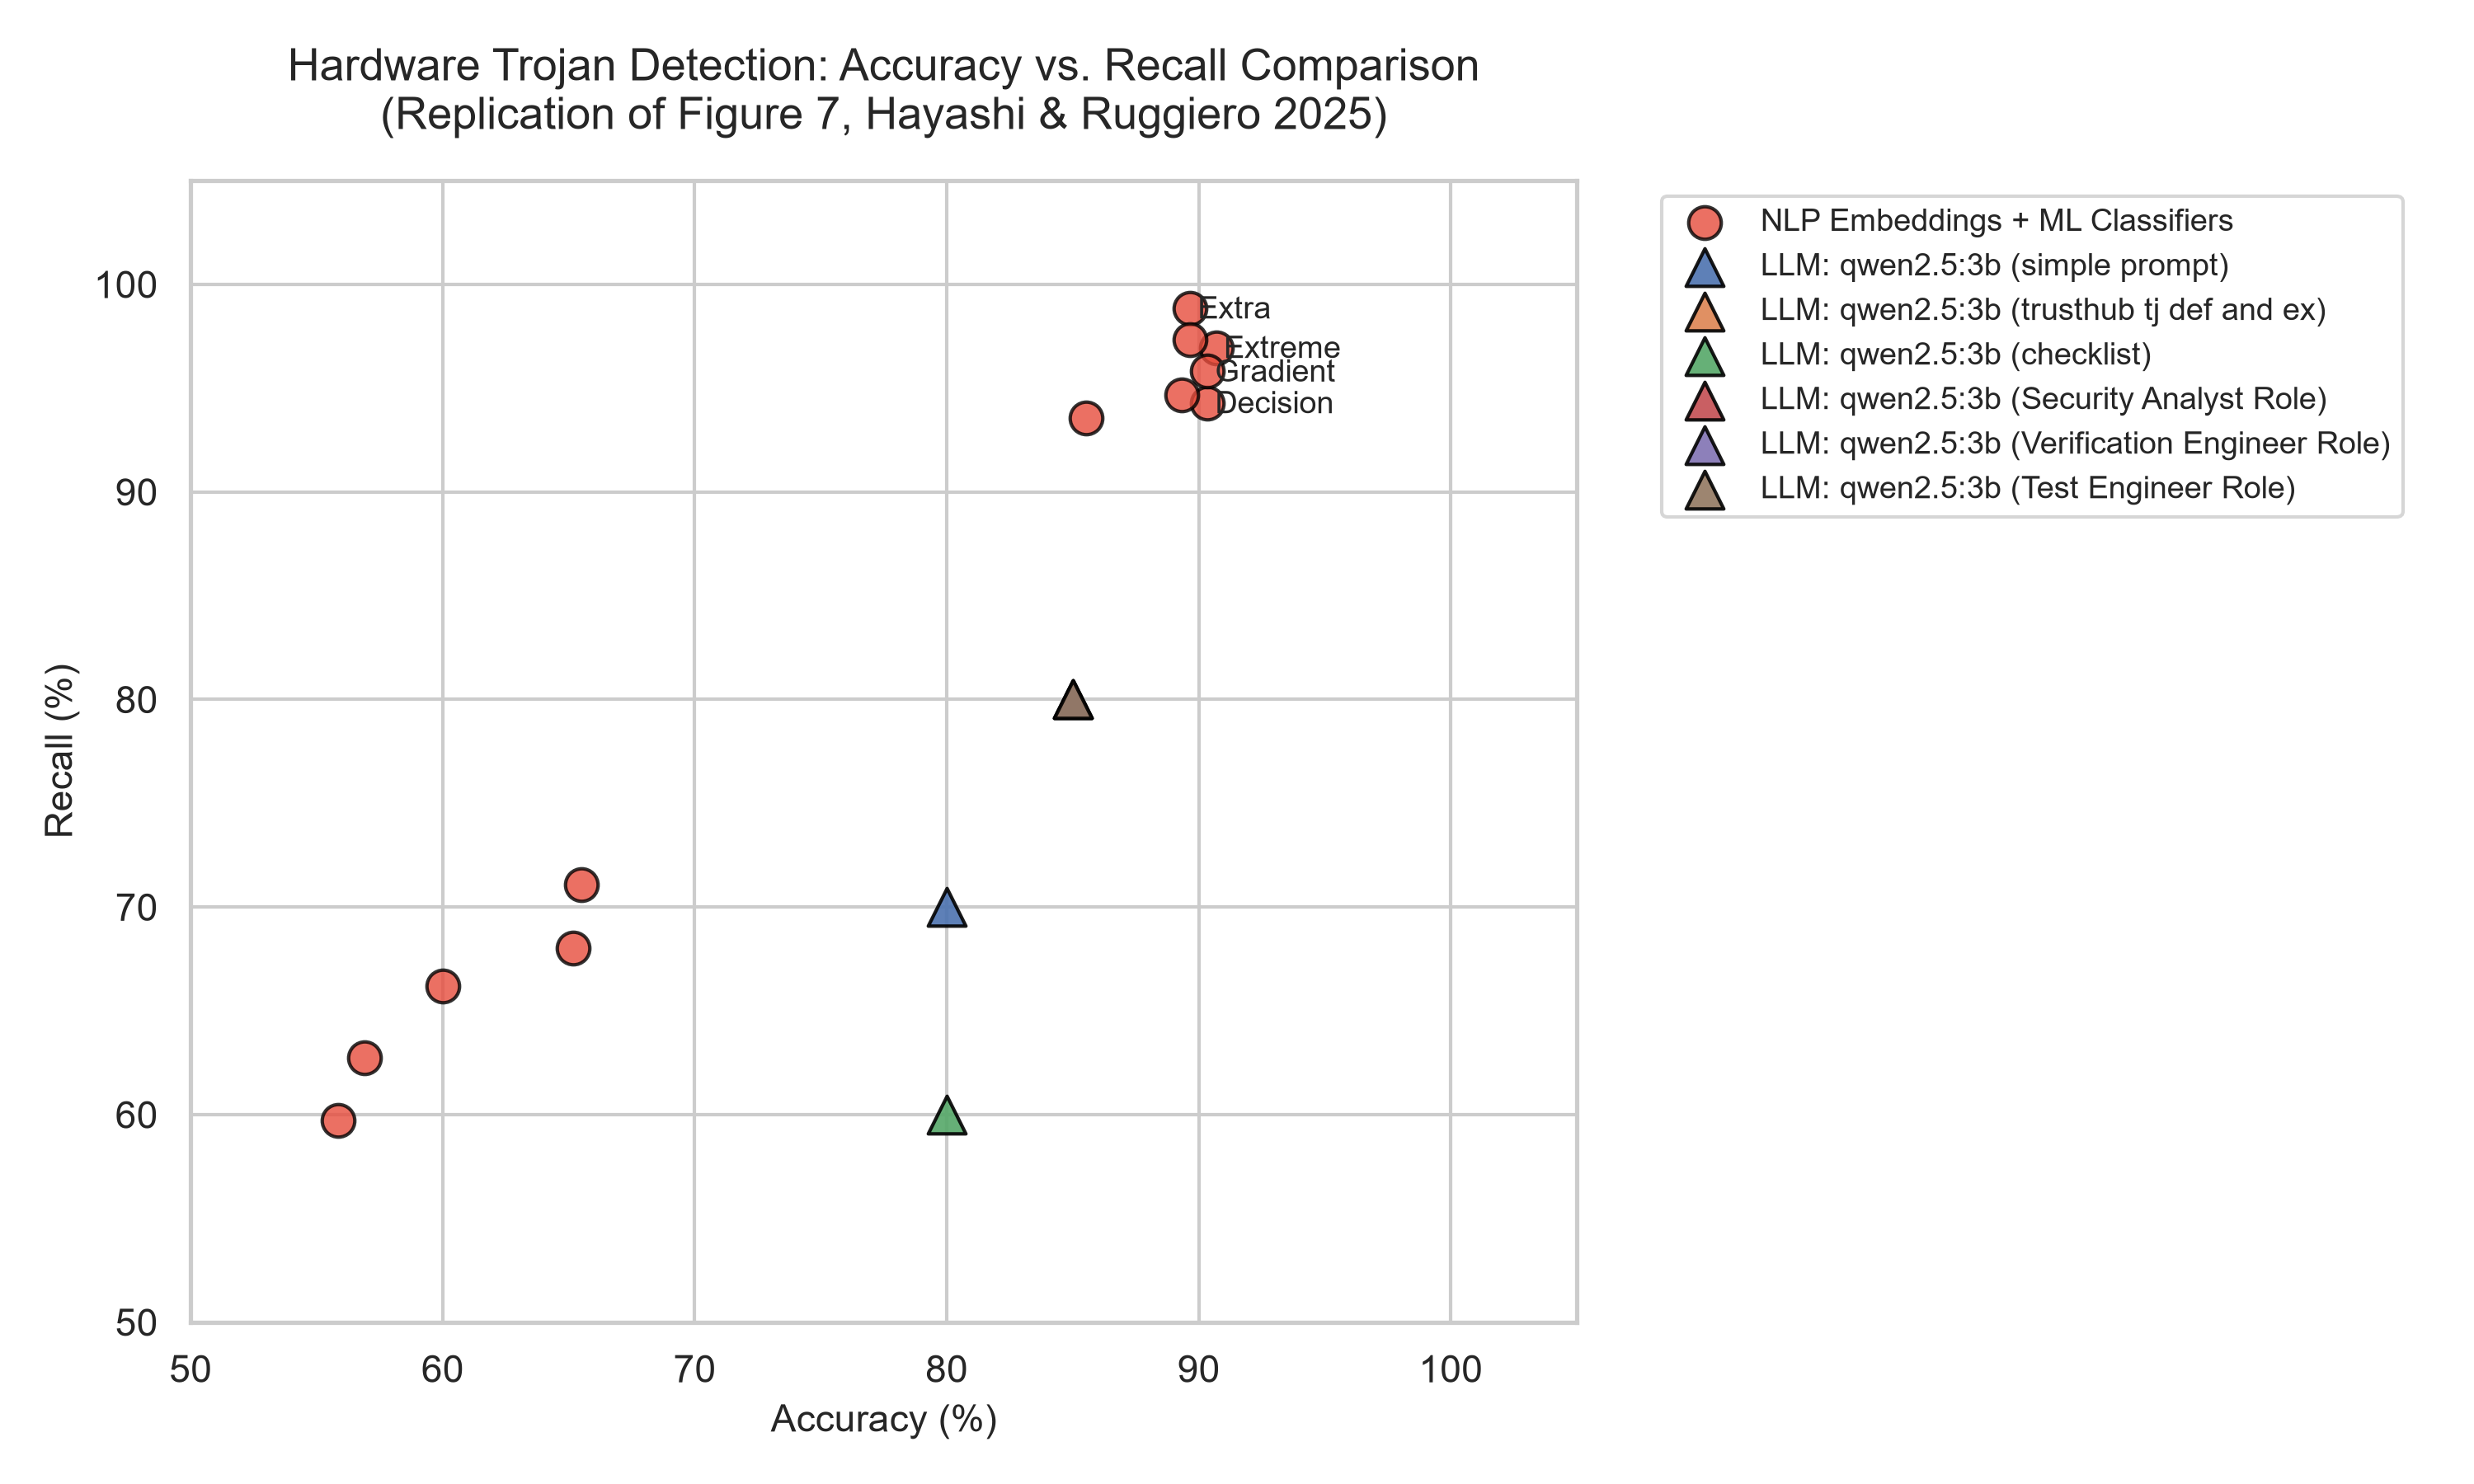 Hardware Trojan Detection: Accuracy vs. Recall Comparison
(Replication of Figure 7, Hayashi & Ruggiero 2025)
NLP Embeddings + ML Classifiers
LLM: qwen2.5:3b (simple prompt)
LLM: qwen2.5:3b (trusthub tj def and ex)
LLM: qwen2.5:3b (checklist)
LLM: qwen2.5:3b (Security Analyst Role)
LLM: qwen2.5:3b (Verification Engineer Role)
LLM: qwen2.5:3b (Test Engineer Role)
100
90
80
70
60
50
Recall (%)
Extra
Extreme
Gradient
Decision
50
60
70
80
90
100
Accuracy (%)